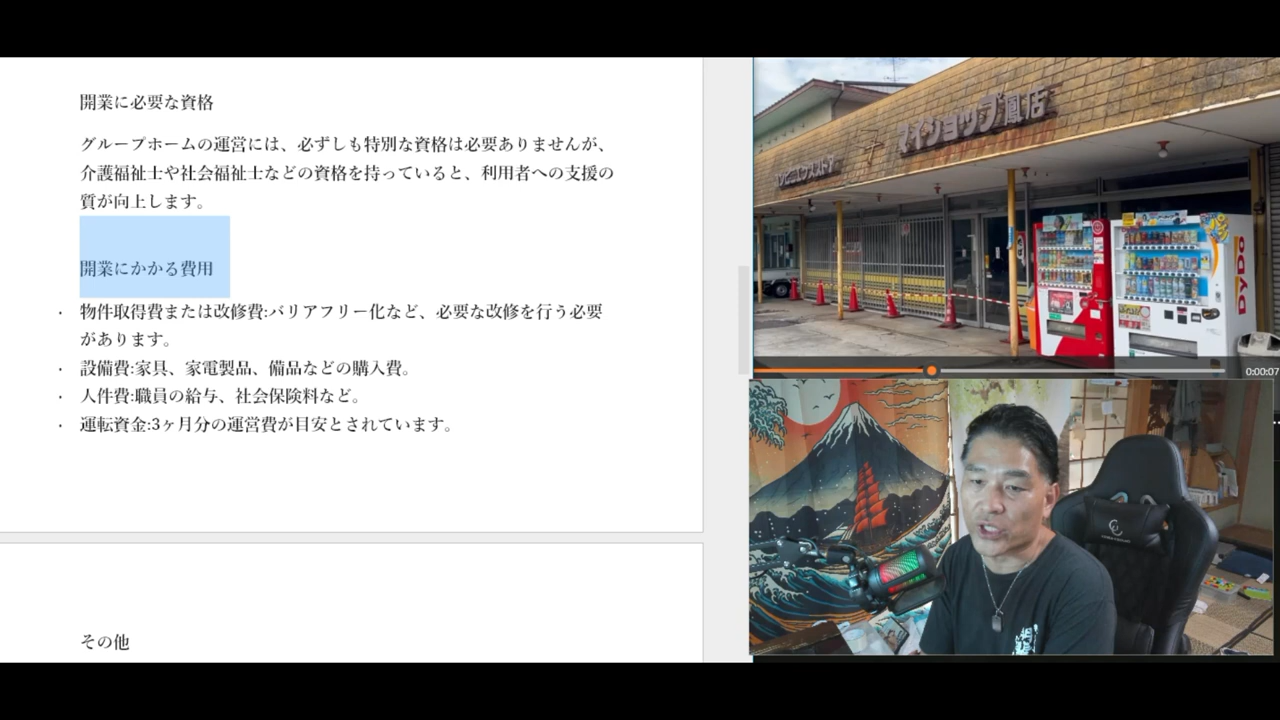 開業に必要な資格
グループホームの運営には、必ずしも特別な資格は必要ありませんが、
介護福祉士や社会福祉士などの資格を持っていると、利用者への支援の
質が向上します。
開業にかかる費用
・ 物件取得費または改修費:バリアフリー化など、必要な改修を行う必要
があります。
・ 設備費:家具、家電製品、備品などの購入費。
・ 人件費:職員の給与、社会保険料など。
・ 運転資金:3ヶ月分の運営費が目安とされています。
その他
マイショップ鳳店
DyDo
0:00:07